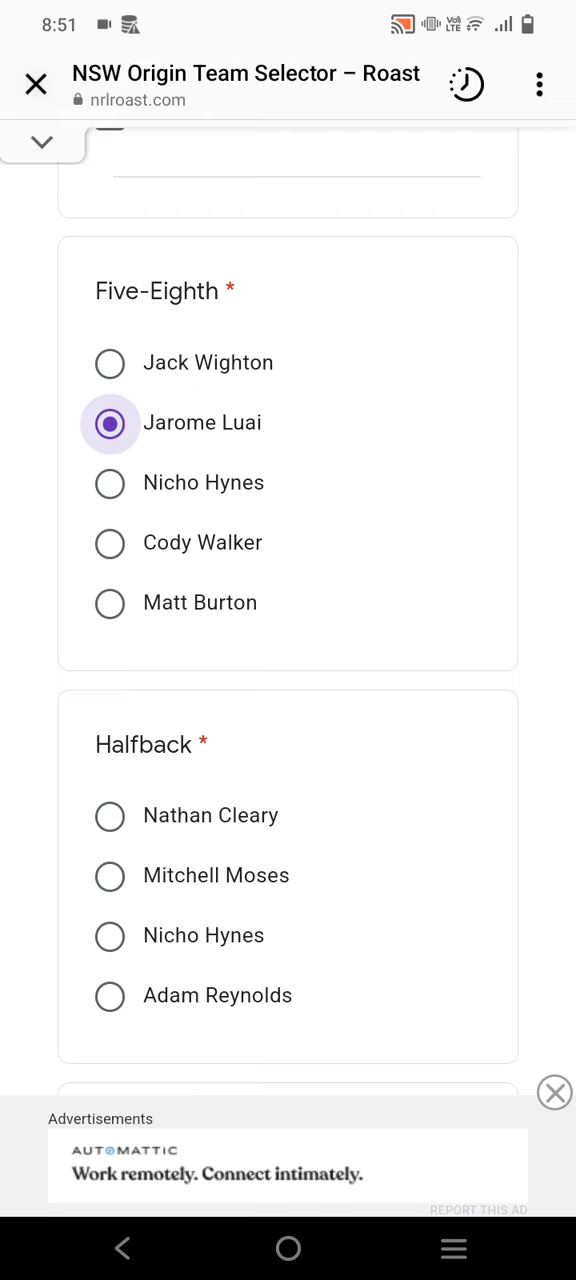 8:51
Vo) LTE
NSW Origin Team Selector – Roast
nrlroast.com
Five-Eighth *
Jack Wighton
Jarome Luai
Nicho Hynes
Cody Walker
Matt Burton
Halfback *
Nathan Cleary
Mitchell Moses
Nicho Hynes
Adam Reynolds
Advertisements
AUTOMATTIC
Work remotely. Connect intimately.
REPORT THIS AD